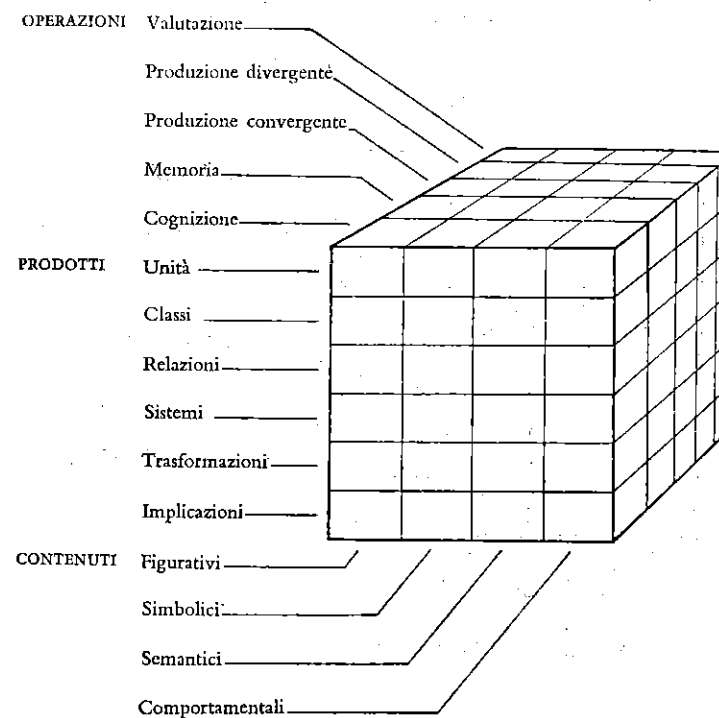 OPERAZIONI Valutazione
Produzione divergente
Produzione convergente
Memoria
Cognizione
PRODOTTI Unità
Classi
Relazioni
Sistemi
Trasformazioni
Implicazioni
CONTENUTI Figurativi
Simbolici
Semantici
Comportamentali